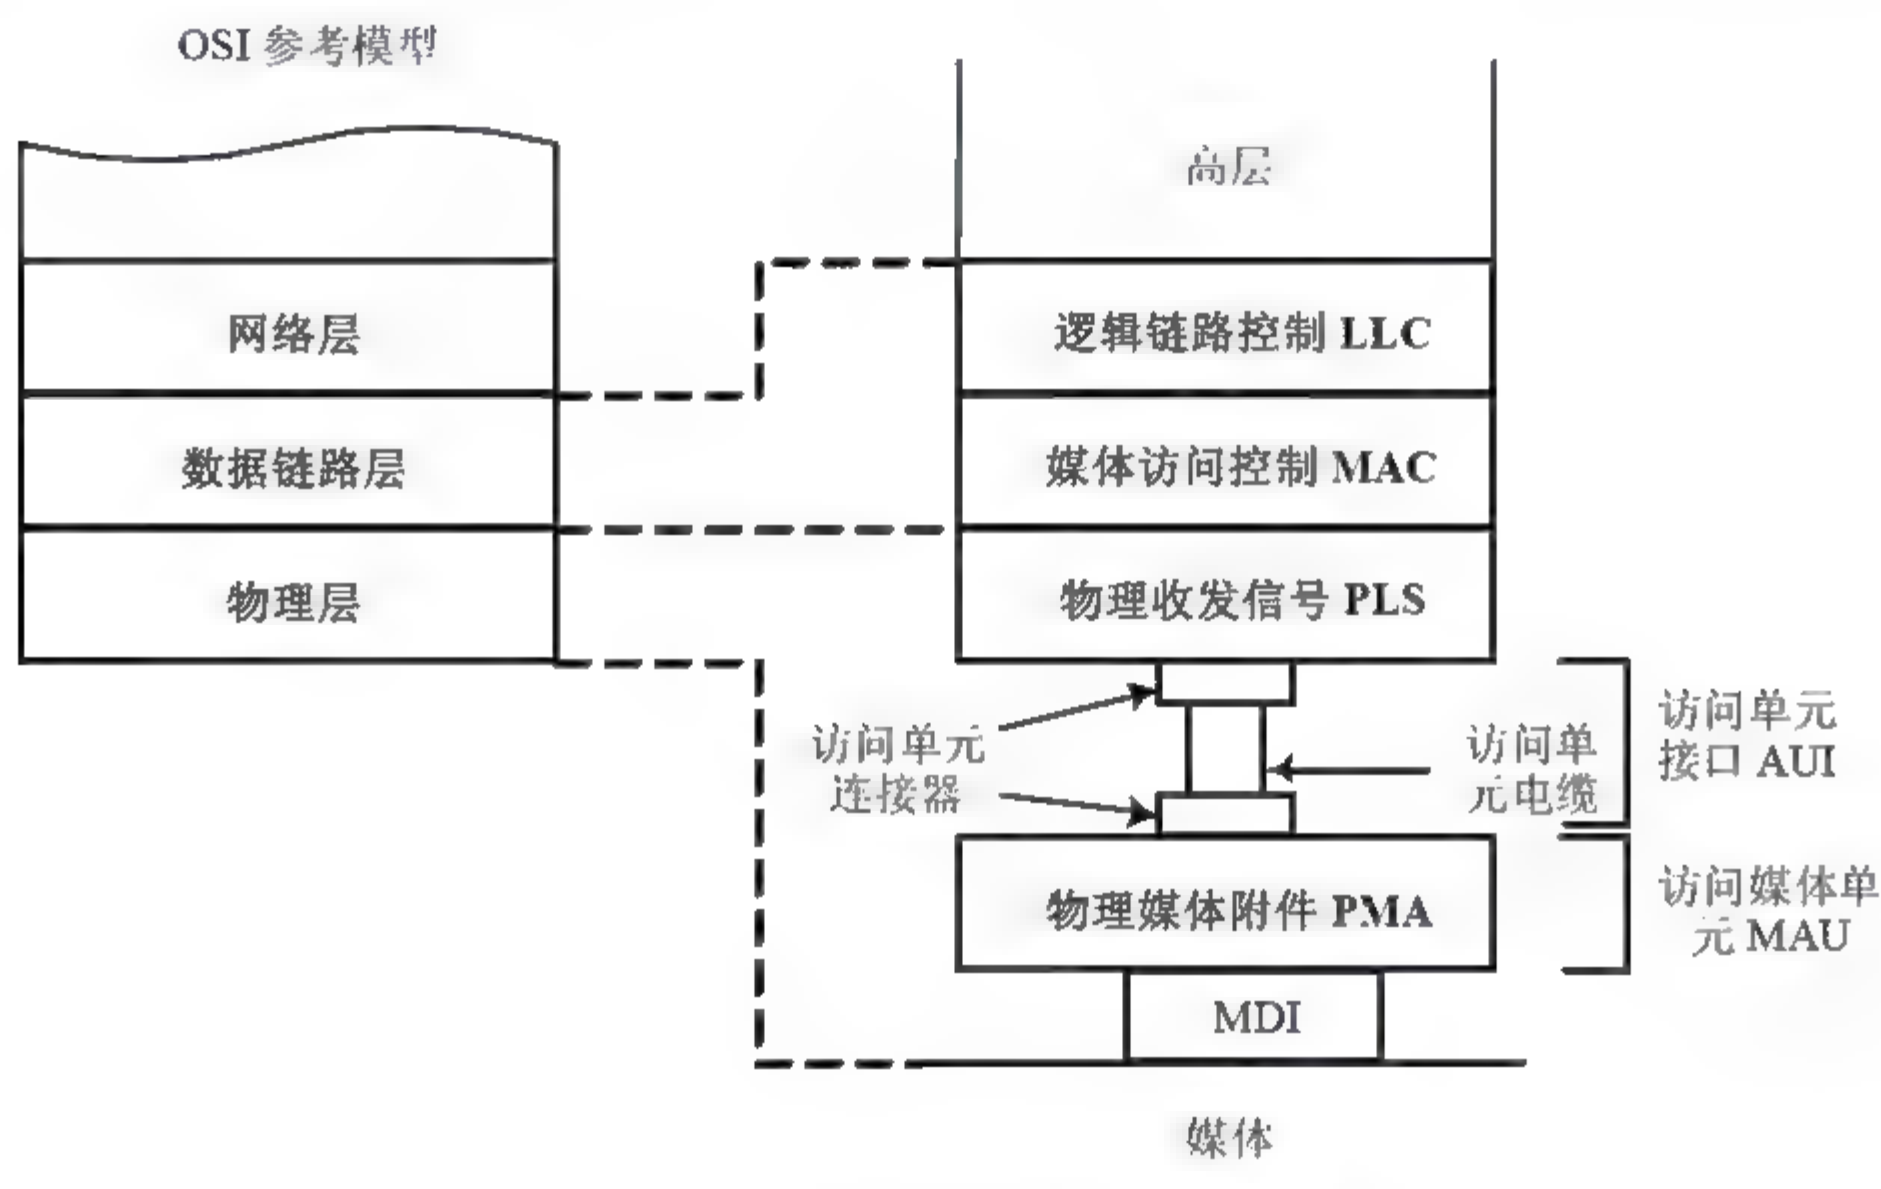 OSI 参考模型
网络层
数据链路层
物理层
高层
逻辑链路控制 LLC
媒体访问控制 MAC
物理收发信号 PLS
访问单元
连接器
访问单
元电缆
访问单元
接口 AUI
物理媒体附件 PMA
访问媒体单
元 MAU
MDI
媒体